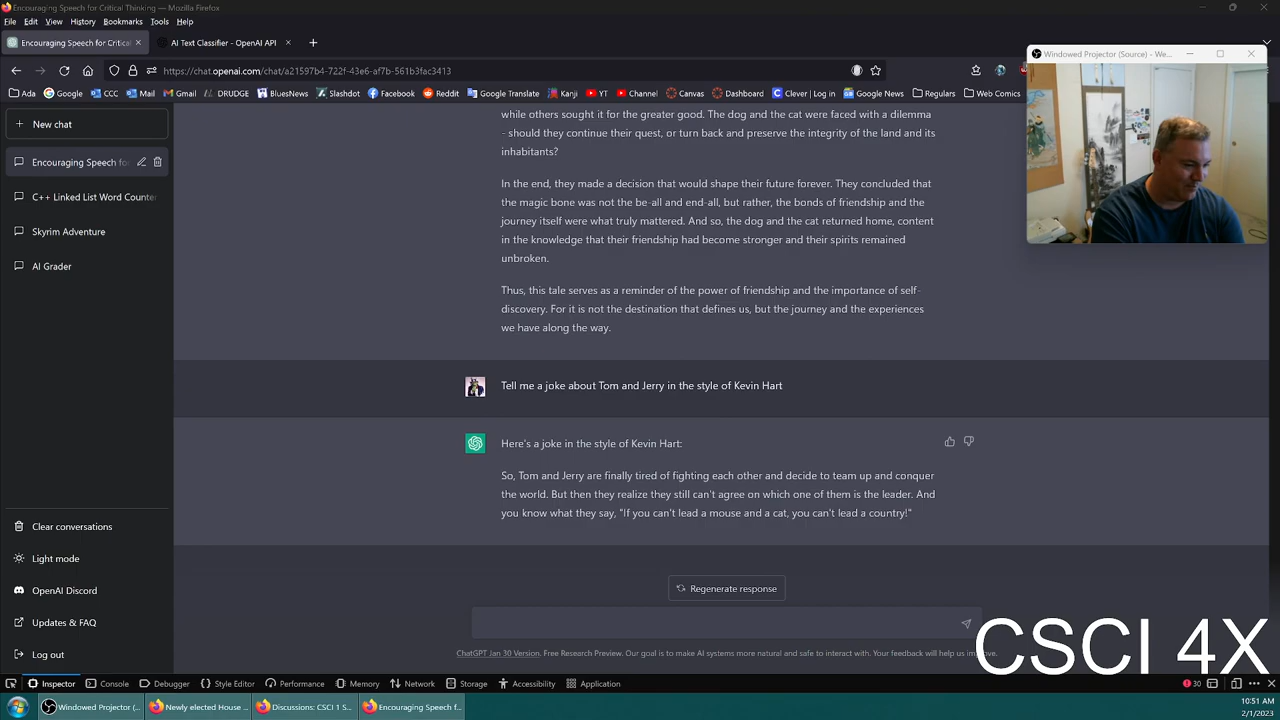 Encouraging Speech for Critical Thinking — Mozilla Firefox
File Edit View History Bookmarks Tools Help
Encouraging Speech for Critical
AI Text Classifier - OpenAI API
Windowed Projector (Source) - We...
https://chat.openai.com/chat/a21597b4-722f-43e6-af7b-561b3fac3413
Ada Google CCC Mail Gmail DRUDGE BluesNews Slashdot Facebook Reddit Google Translate Kanji YT Channel Canvas Dashboard Clever | Log in Google News Regulars Web Comics
New chat
Encouraging Speech fo
C++ Linked List Word Counter
Skyrim Adventure
AI Grader
while others sought it for the greater good. The dog and the cat were faced with a dilemma
- should they continue their quest, or turn back and preserve the integrity of the land and its
inhabitants?
In the end, they made a decision that would shape their future forever. They concluded that
the magic bone was not the be-all and end-all, but rather, the bonds of friendship and the
journey itself were what truly mattered. And so, the dog and the cat returned home, content
in the knowledge that their friendship had become stronger and their spirits remained
unbroken.
Thus, this tale serves as a reminder of the power of friendship and the importance of self-
discovery. For it is not the destination that defines us, but the journey and the experiences
we have along the way.
Tell me a joke about Tom and Jerry in the style of Kevin Hart
Here's a joke in the style of Kevin Hart:
So, Tom and Jerry are finally tired of fighting each other and decide to team up and conquer
the world. But then they realize they still can't agree on which one of them is the leader. And
you know what they say, "If you can't lead a mouse and a cat, you can't lead a country!"
Clear conversations
Light mode
OpenAI Discord
Updates & FAQ
Log out
Regenerate response
ChatGPT Jan 30 Version. Free Research Preview. Our goal is to make AI systems more natural and safe to interact with. Your feedback will help us improve.
CSCI 4X
Inspector Console Debugger Style Editor Performance Memory Network Storage Accessibility Application 30
Windowed Projector (... Newly elected House ... Discussions: CSCI 1 S... Encouraging Speech f...
10:51 AM
2/1/2023